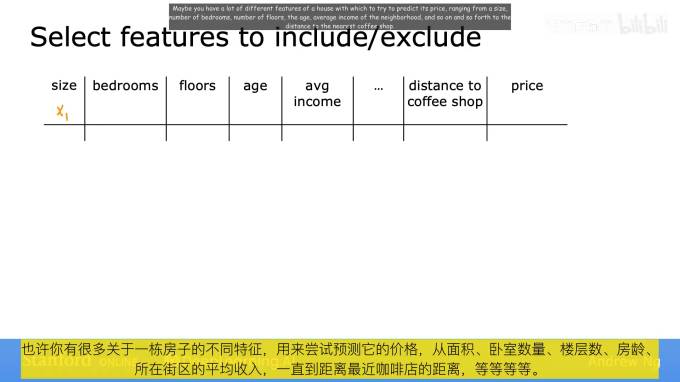 Maybe you have a lot of different features of a house with which to try to predict its price, ranging from a size,
number of bedrooms, number of floors, the age, average income of the neighborhood, and so on and so forth to the
distance to the nearest coffee shop.
bilibili
Select features to include/exclude
size bedrooms floors age avg income ... distance to coffee shop price
x₁
也许你有很多关于一栋房子的不同特征，用来尝试预测它的价格，从面积、卧室数量、楼层数、房龄、
所在街区的平均收入，一直到距离最近咖啡店的距离，等等等等。
Stanford ONLINE
Andrew Ng